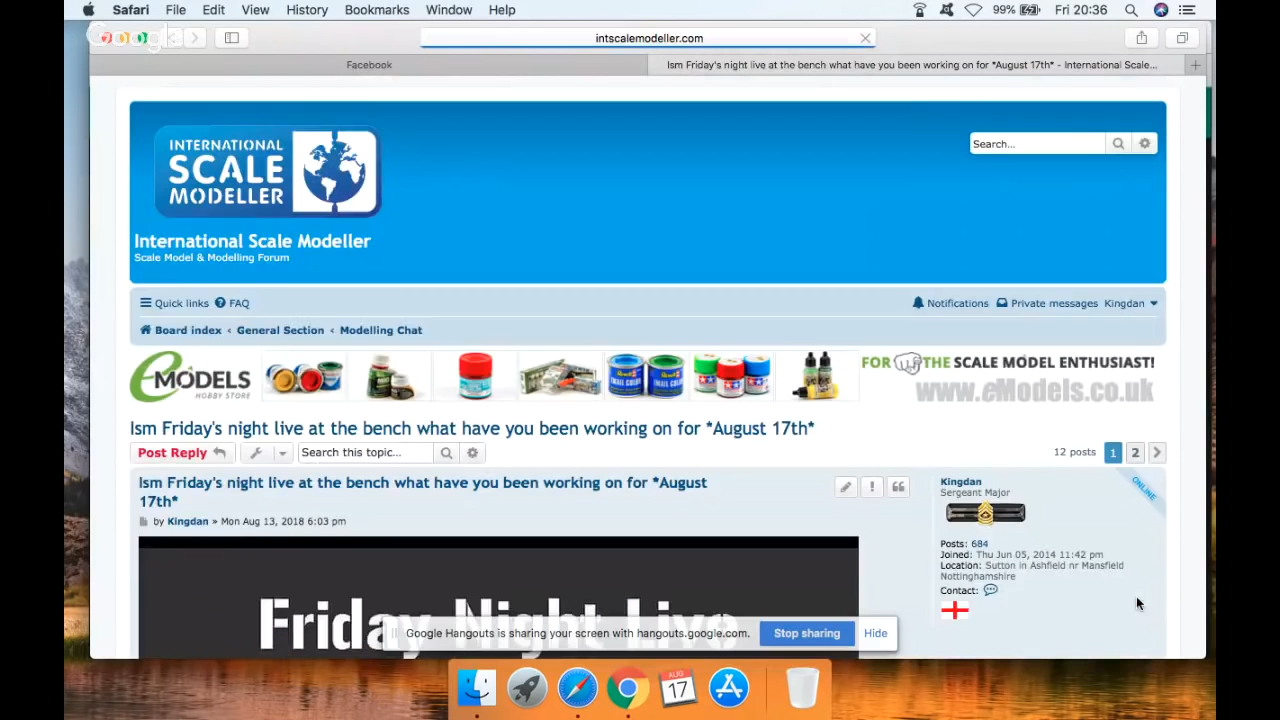 Safari File Edit View History Bookmarks Window Help 99% Fri 20:36
Google
intscalemodeller.com
Facebook
Ism Friday's night live at the bench what have you been working on for *August 17th* - International Scale...
INTERNATIONAL
SCALE
MODELLER
Search...
International Scale Modeller
Scale Model & Modelling Forum
Quick links FAQ
Notifications Private messages Kingdan
Board index ‹ General Section ‹ Modelling Chat
eMODELS
HOBBY STORE
FOR THE SCALE MODEL ENTHUSIAST!
www.eModels.co.uk
Ism Friday's night live at the bench what have you been working on for *August 17th*
Post Reply
Search this topic...
12 posts 1 2
Ism Friday's night live at the bench what have you been working on for *August
17th*
by Kingdan » Mon Aug 13, 2018 6:03 pm
ONLINE
Kingdan
Sergeant Major
Posts: 684
Joined: Thu Jun 05, 2014 11:42 pm
Location: Sutton in Ashfield nr Mansfield
Nottinghamshire
Contact:
Friday Night Live
Google Hangouts is sharing your screen with hangouts.google.com. Stop sharing Hide
AUG
17